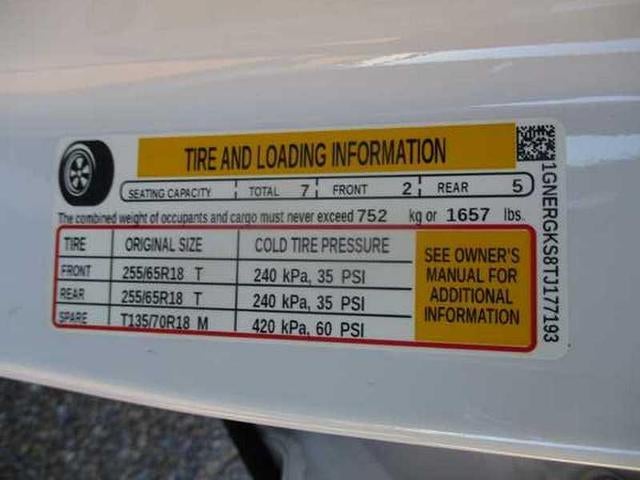 TIRE AND LOADING INFORMATION
SEATING CAPACITY TOTAL 7 FRONT 2 REAR 5
The combined weight of occupants and cargo must never exceed 752 kg or 1657 lbs.
TIRE ORIGINAL SIZE COLD TIRE PRESSURE
FRONT 255/65R18 T 240 kPa, 35 PSI
REAR 255/65R18 T 240 kPa, 35 PSI
SPARE T135/70R18 M 420 kPa, 60 PSI
SEE OWNER'S
MANUAL FOR
ADDITIONAL
INFORMATION
1GNERGKS8TJ177193